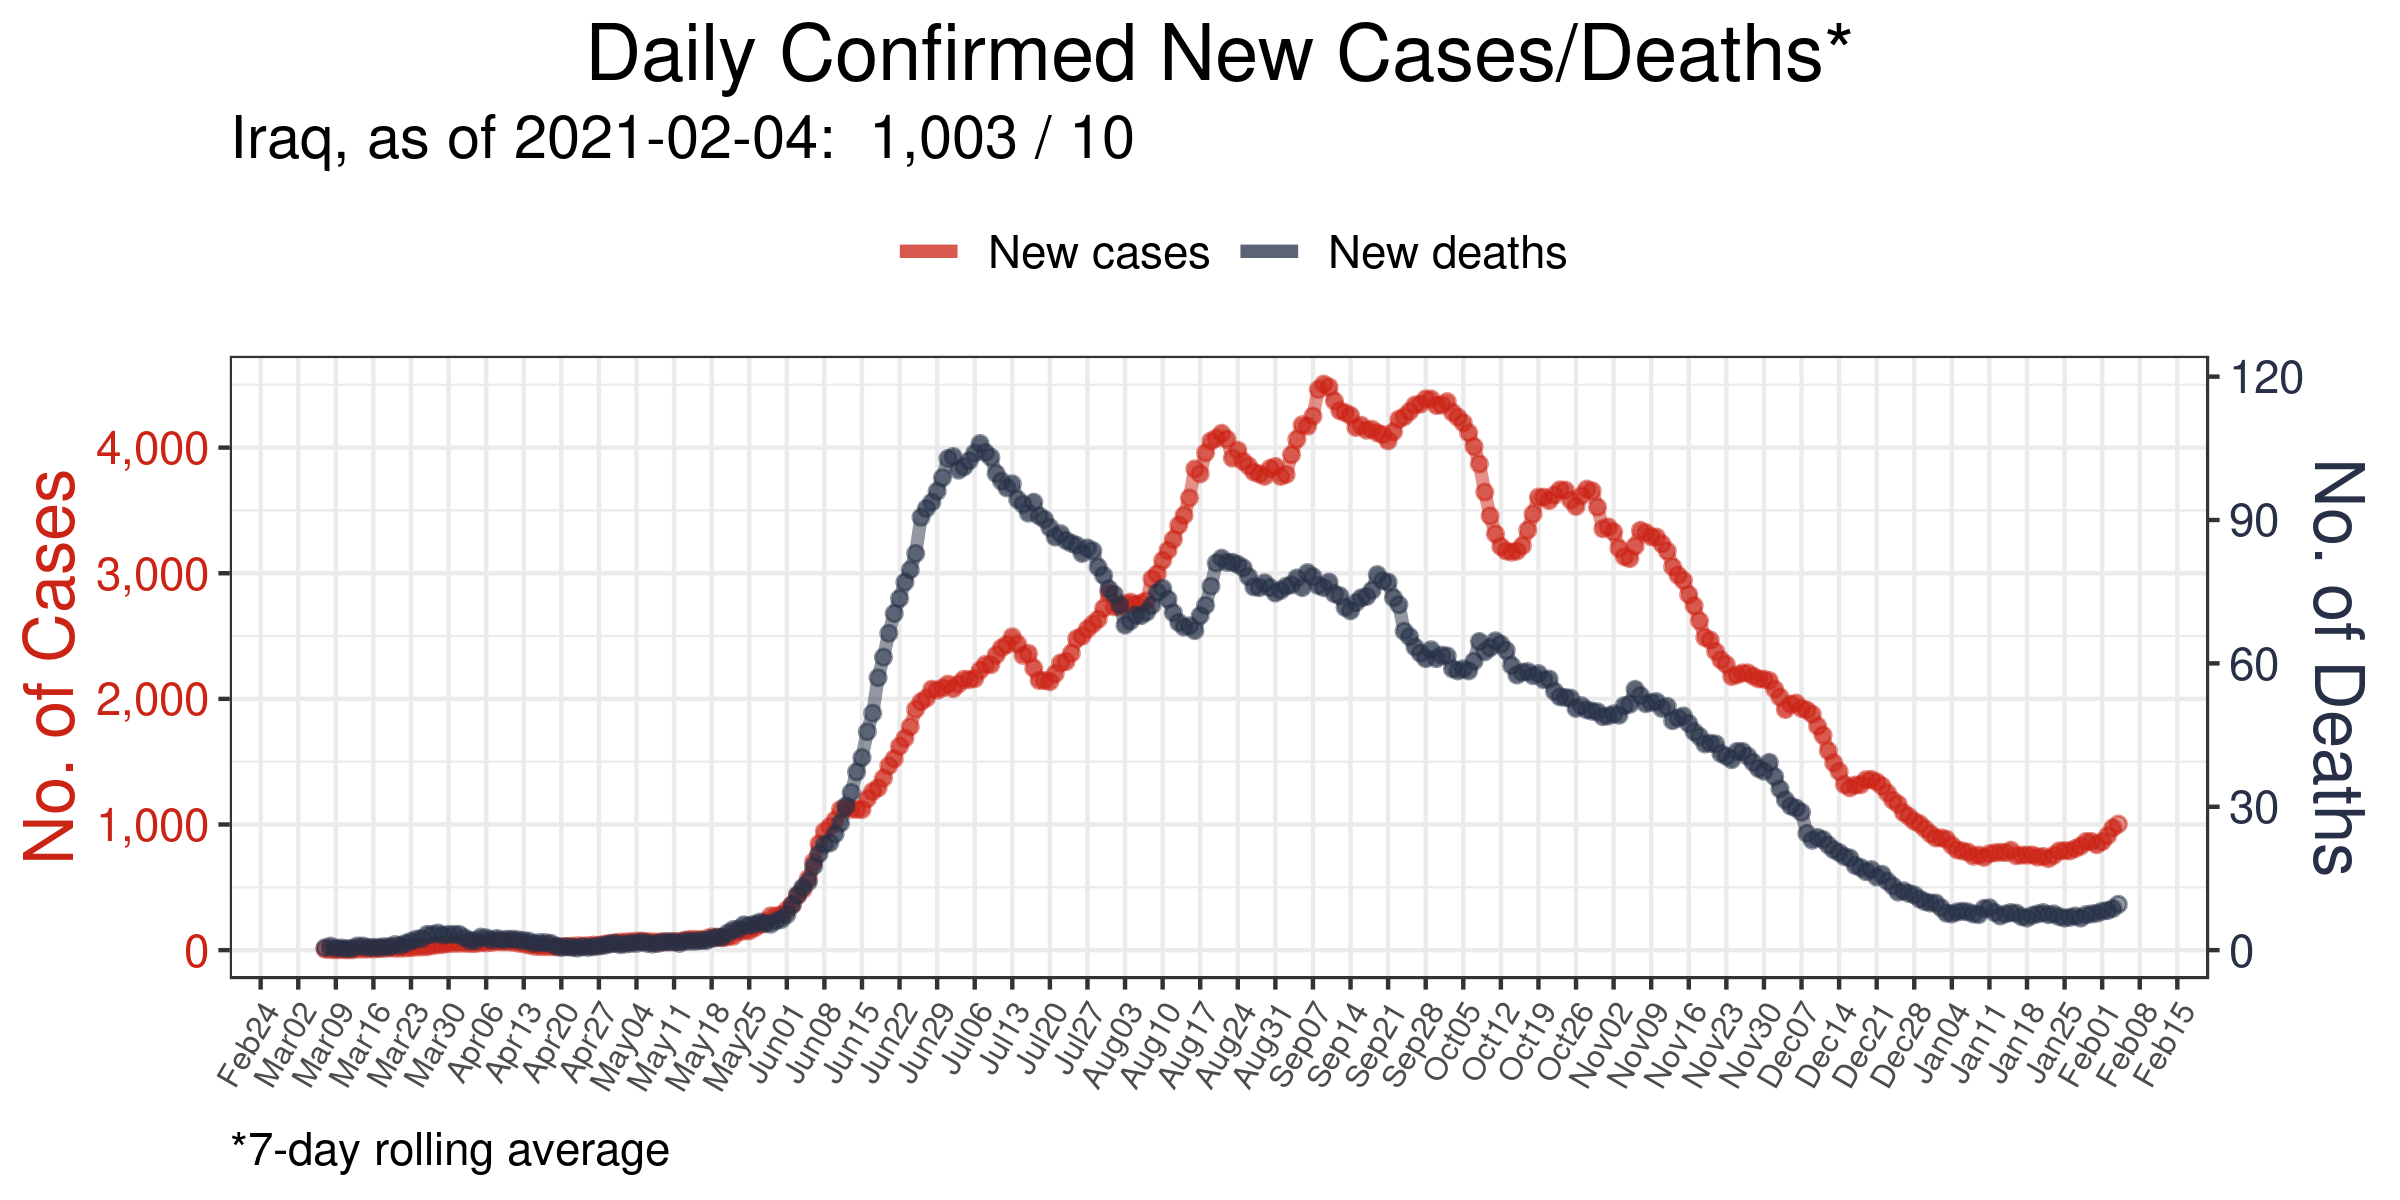 Daily Confirmed New Cases/Deaths*
Iraq, as of 2021-02-04:  1,003 / 10
New cases
New deaths
No. of Cases
4,000
3,000
2,000
1,000
0
120
90
60
30
0
No. of Deaths
Feb24
Mar02
Mar09
Mar16
Mar23
Mar30
Apr06
Apr13
Apr20
Apr27
May04
May11
May18
May25
Jun01
Jun08
Jun15
Jun22
Jun29
Jul06
Jul13
Jul20
Jul27
Aug03
Aug10
Aug17
Aug24
Aug31
Sep07
Sep14
Sep21
Sep28
Oct05
Oct12
Oct19
Oct26
Nov02
Nov09
Nov16
Nov23
Nov30
Dec07
Dec14
Dec21
Dec28
Jan04
Jan11
Jan18
Jan25
Feb01
Feb08
Feb15
*7-day rolling average